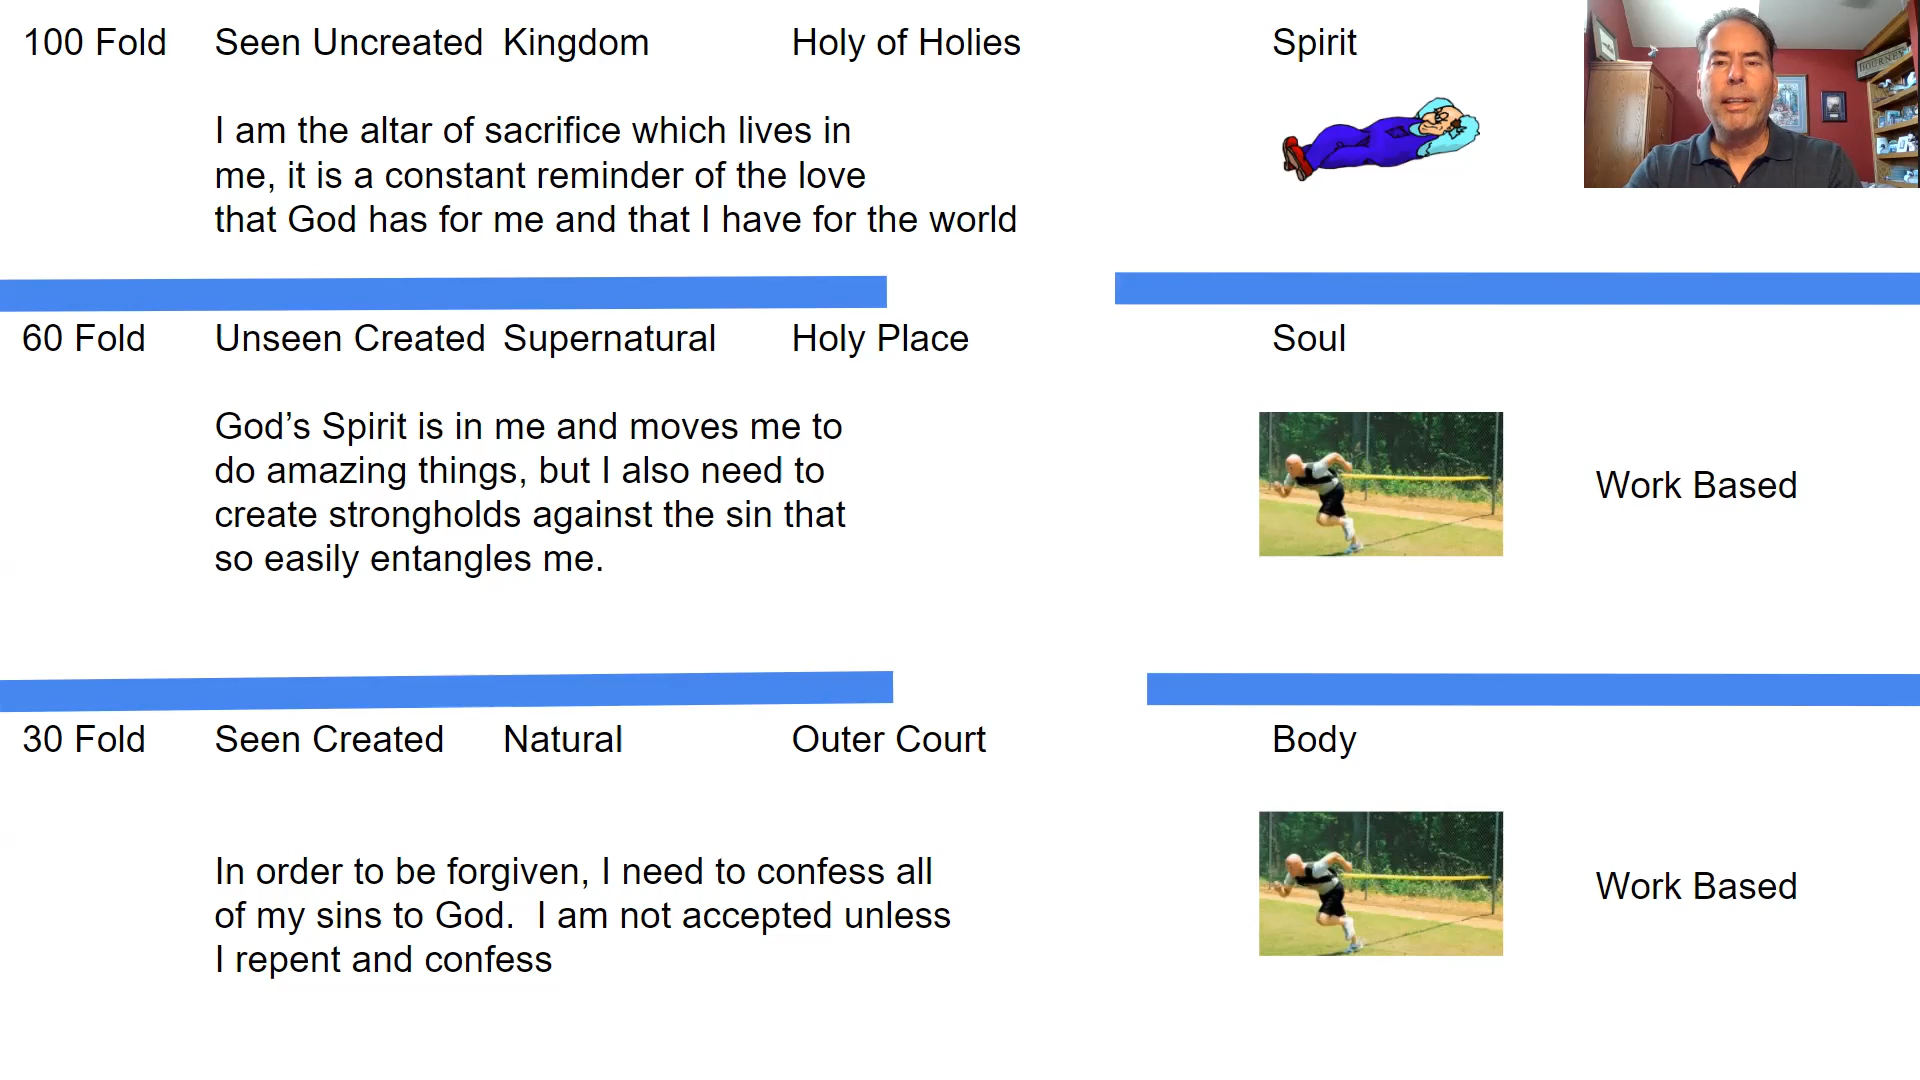 100 Fold Seen Uncreated Kingdom Holy of Holies Spirit
JOURNEY
I am the altar of sacrifice which lives in
me, it is a constant reminder of the love
that God has for me and that I have for the world
60 Fold Unseen Created Supernatural Holy Place Soul
God’s Spirit is in me and moves me to
do amazing things, but I also need to
create strongholds against the sin that
so easily entangles me.
Work Based
30 Fold Seen Created Natural Outer Court Body
In order to be forgiven, I need to confess all
of my sins to God.  I am not accepted unless
I repent and confess
Work Based